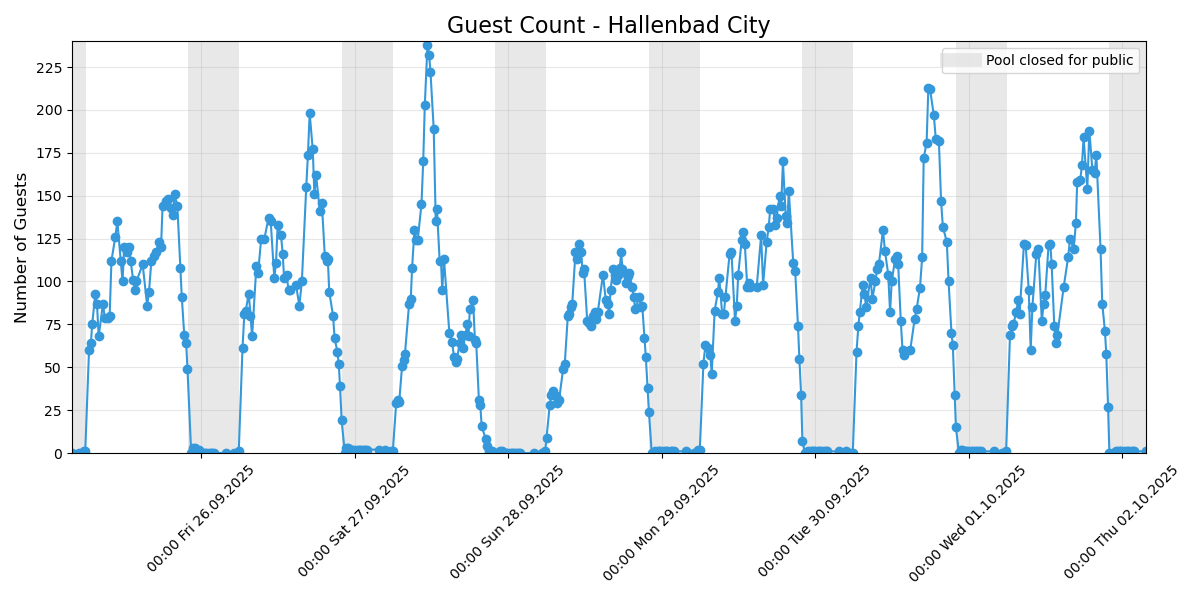 Guest Count - Hallenbad City
Pool closed for public
Number of Guests
225
200
175
150
125
100
75
50
25
0
00:00 Fri 26.09.2025
00:00 Sat 27.09.2025
00:00 Sun 28.09.2025
00:00 Mon 29.09.2025
00:00 Tue 30.09.2025
00:00 Wed 01.10.2025
00:00 Thu 02.10.2025